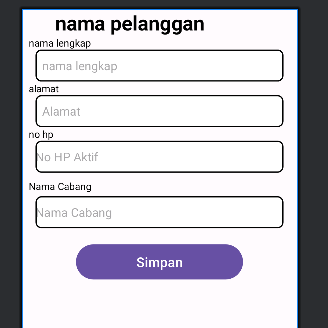 nama pelanggan
nama lengkap
nama lengkap
alamat
Alamat
no hp
No HP Aktif
Nama Cabang
Nama Cabang
Simpan